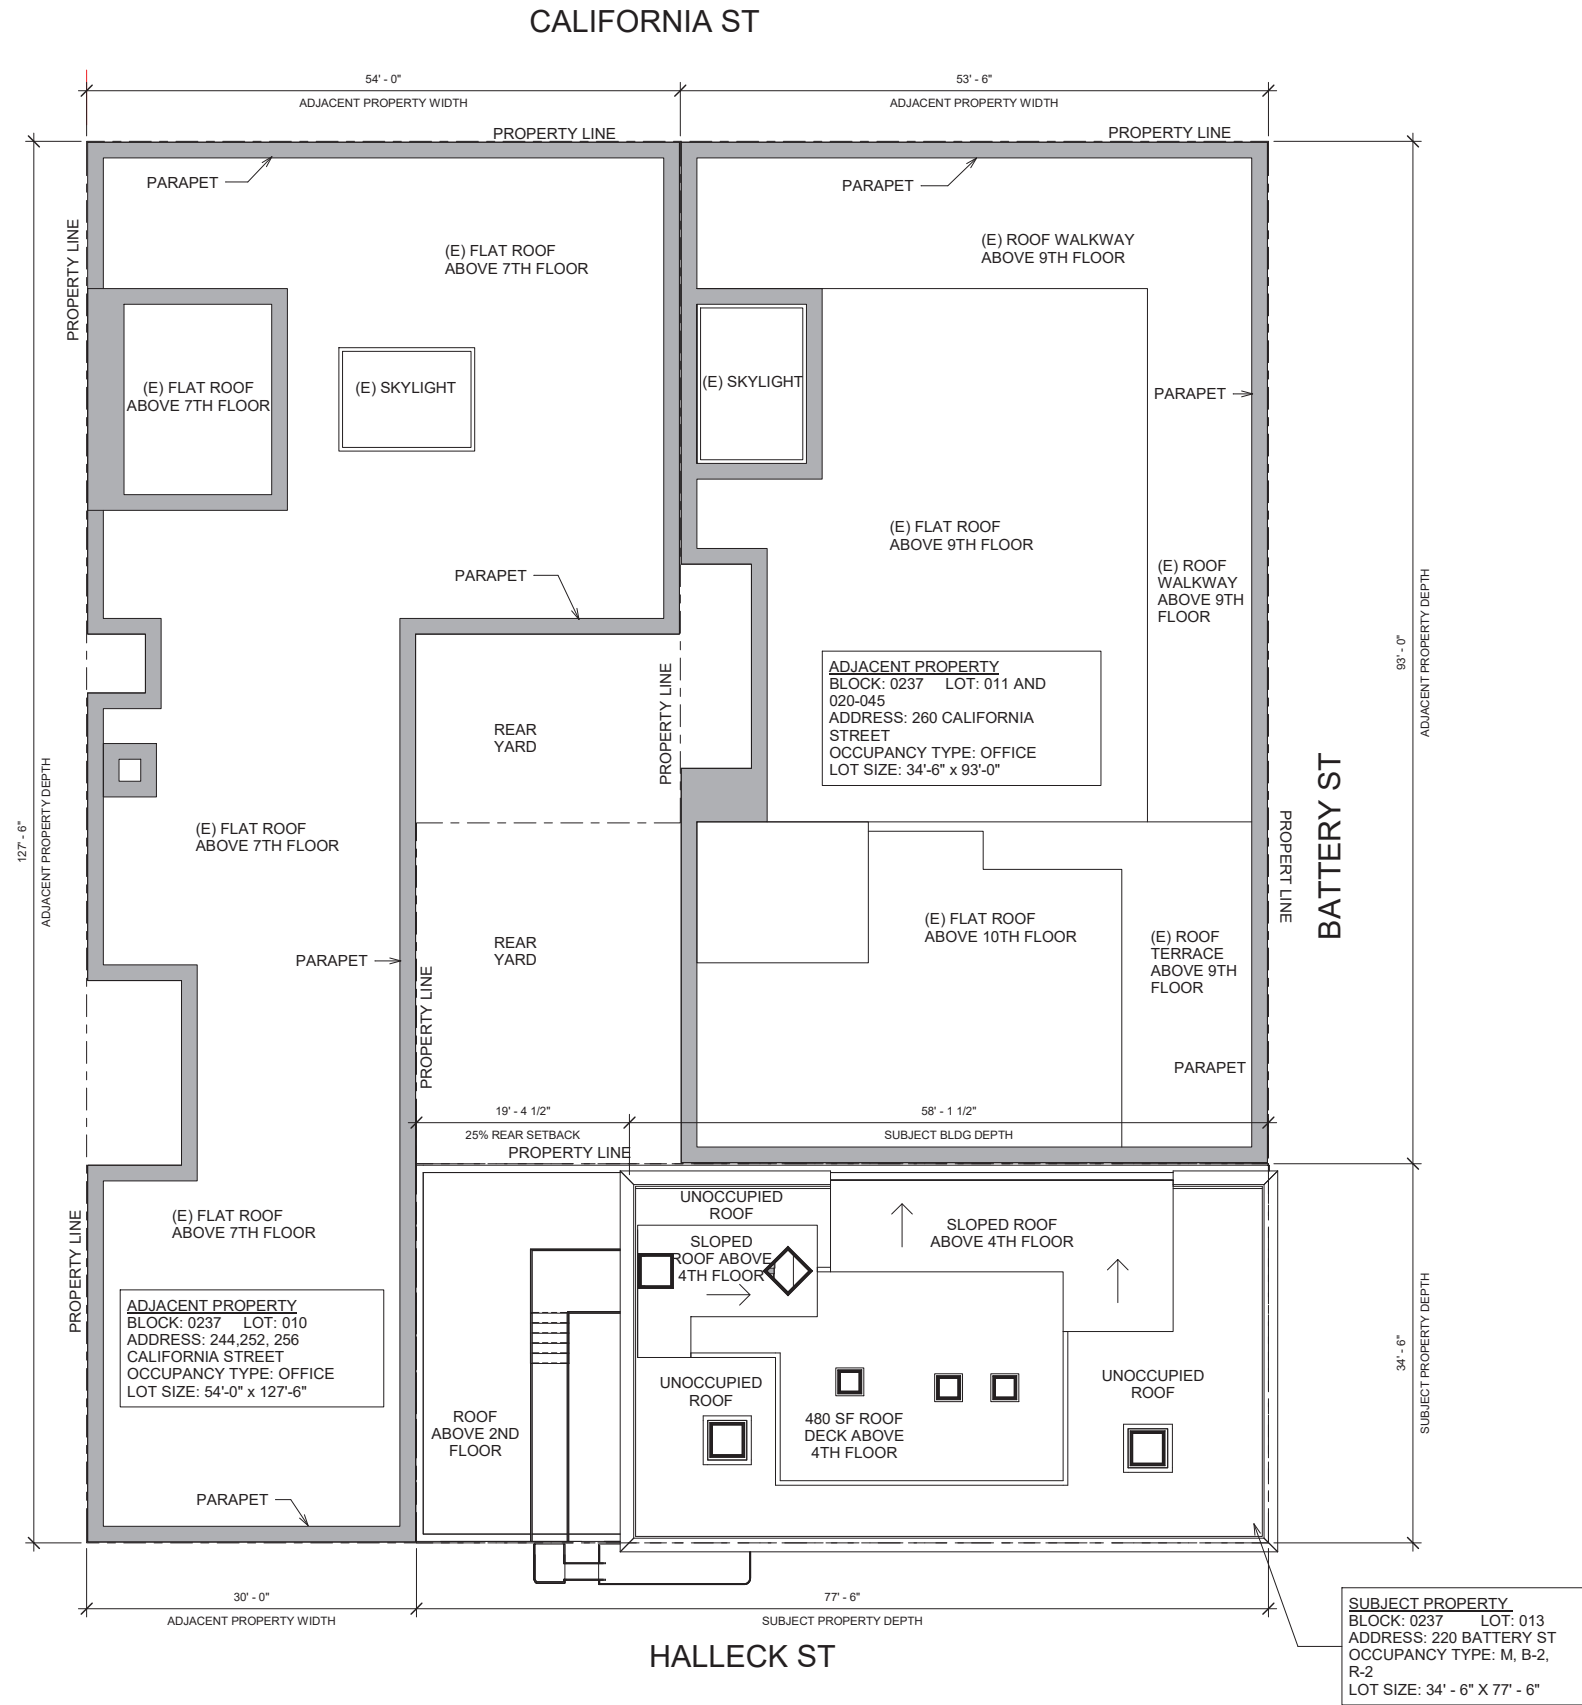 CALIFORNIA ST
54' - 0"
ADJACENT PROPERTY WIDTH
53' - 6"
ADJACENT PROPERTY WIDTH
PROPERTY LINE
PROPERTY LINE
PARAPET
PARAPET
PROPERTY LINE
(E) FLAT ROOF
ABOVE 7TH FLOOR
(E) ROOF WALKWAY
ABOVE 9TH FLOOR
(E) FLAT ROOF
ABOVE 7TH FLOOR
(E) SKYLIGHT
(E) SKYLIGHT
PARAPET
(E) FLAT ROOF
ABOVE 9TH FLOOR
PARAPET
(E) ROOF
WALKWAY
ABOVE 9TH
FLOOR
93' - 0"
ADJACENT PROPERTY DEPTH
ADJACENT PROPERTY
BLOCK: 0237 LOT: 011 AND
020-045
ADDRESS: 260 CALIFORNIA
STREET
OCCUPANCY TYPE: OFFICE
LOT SIZE: 34'-6" x 93'-0"
REAR
YARD
PROPERTY LINE
127' - 6"
ADJACENT PROPERTY DEPTH
(E) FLAT ROOF
ABOVE 7TH FLOOR
PROPERT LINE
BATTERY ST
(E) FLAT ROOF
ABOVE 10TH FLOOR
(E) ROOF
TERRACE
ABOVE 9TH
FLOOR
REAR
YARD
PARAPET
PROPERTY LINE
PARAPET
19' - 4 1/2"
25% REAR SETBACK
58' - 1 1/2"
SUBJECT BLDG DEPTH
PROPERTY LINE
UNOCCUPIED
ROOF
SLOPED
ROOF ABOVE
4TH FLOOR
SLOPED ROOF
ABOVE 4TH FLOOR
PROPERTY LINE
(E) FLAT ROOF
ABOVE 7TH FLOOR
ADJACENT PROPERTY
BLOCK: 0237 LOT: 010
ADDRESS: 244,252, 256
CALIFORNIA STREET
OCCUPANCY TYPE: OFFICE
LOT SIZE: 54'-0" x 127'-6"
34' - 6"
SUBJECT PROPERTY DEPTH
UNOCCUPIED
ROOF
UNOCCUPIED
ROOF
ROOF
ABOVE 2ND
FLOOR
480 SF ROOF
DECK ABOVE
4TH FLOOR
PARAPET
30' - 0"
ADJACENT PROPERTY WIDTH
77' - 6"
SUBJECT PROPERTY DEPTH
HALLECK ST
SUBJECT PROPERTY
BLOCK: 0237 LOT: 013
ADDRESS: 220 BATTERY ST
OCCUPANCY TYPE: M, B-2,
R-2
LOT SIZE: 34' - 6" X 77' - 6"